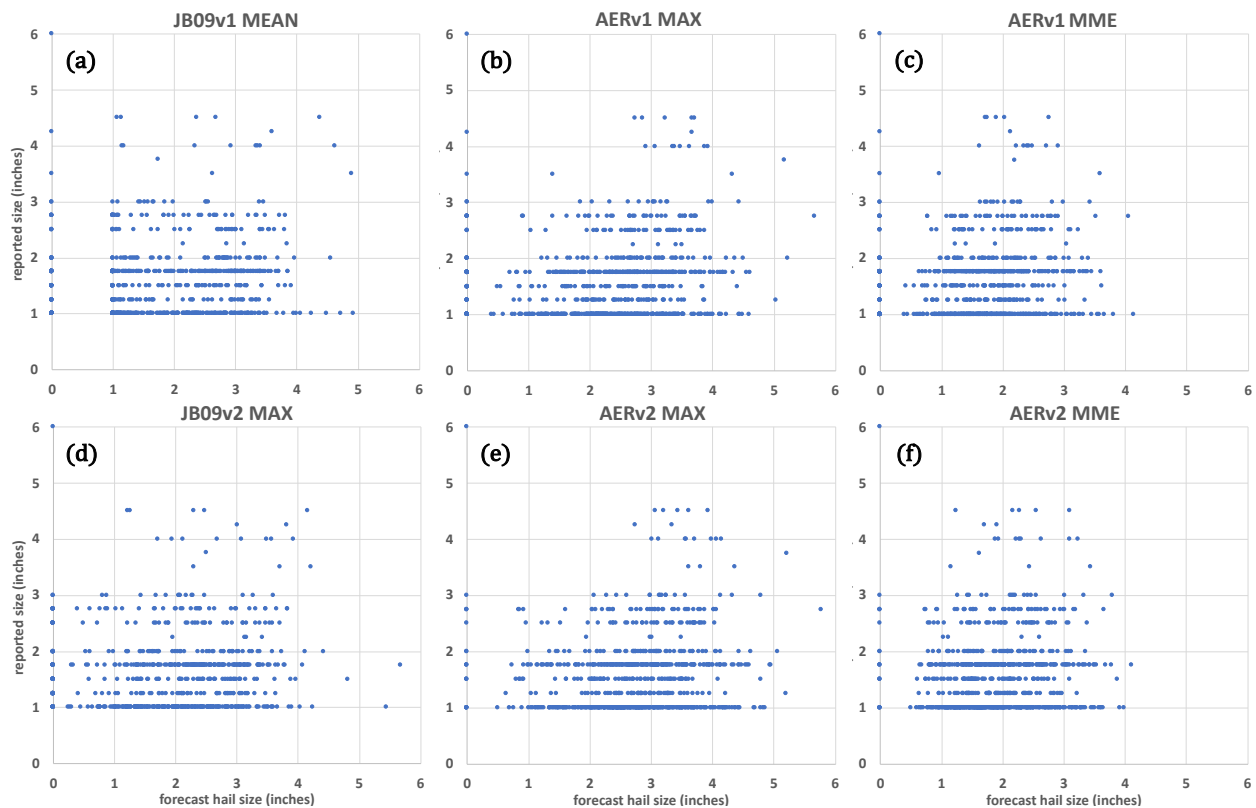 JB09v1 MEAN
AERv1 MAX
AERv1 MME
(a)
(b)
(c)
reported size (inches)
6
5
4
3
2
1
0
0 1 2 3 4 5 6
6
5
4
3
2
1
0
0 1 2 3 4 5 6
6
5
4
3
2
1
0
0 1 2 3 4 5 6
JB09v2 MAX
AERv2 MAX
AERv2 MME
(d)
(e)
(f)
reported size (inches)
6
5
4
3
2
1
0
0 1 2 3 4 5 6
forecast hail size (inches)
6
5
4
3
2
1
0
0 1 2 3 4 5 6
forecast hail size (inches)
6
5
4
3
2
1
0
0 1 2 3 4 5 6
forecast hail size (inches)